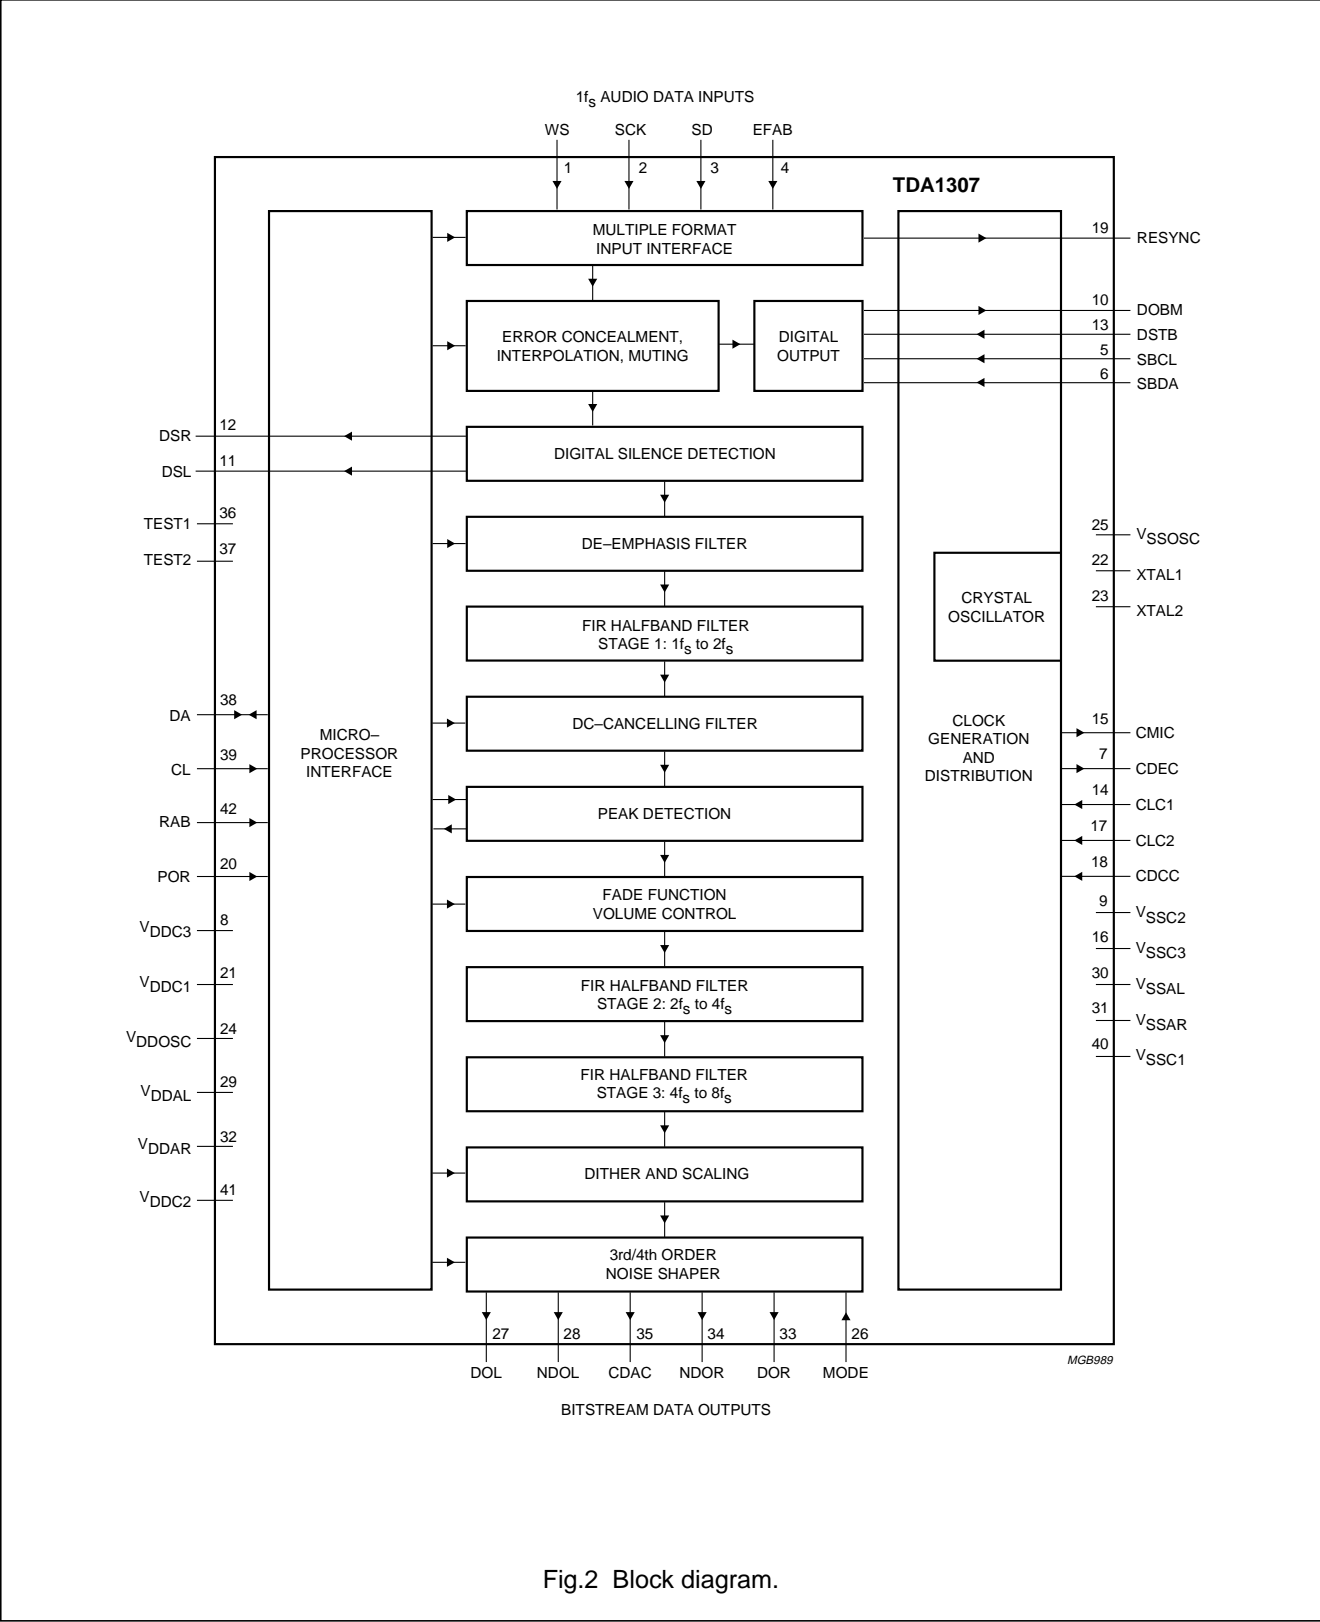 1fs AUDIO DATA INPUTS
WS SCK SD EFAB
1 2 3 4
TDA1307
MULTIPLE FORMAT
INPUT INTERFACE
19 RESYNC
ERROR CONCEALMENT,
INTERPOLATION, MUTING
DIGITAL
OUTPUT
10 DOBM
13 DSTB
5 SBCL
6 SBDA
DSR 12
DSL 11
DIGITAL SILENCE DETECTION
TEST1 36
TEST2 37
DE–EMPHASIS FILTER
25 VSSOSC
22 XTAL1
23 XTAL2
CRYSTAL
OSCILLATOR
FIR HALFBAND FILTER
STAGE 1: 1fs to 2fs
DA 38
CL 39
RAB 42
POR 20
MICRO–
PROCESSOR
INTERFACE
DC–CANCELLING FILTER
CLOCK
GENERATION
AND
DISTRIBUTION
15 CMIC
7 CDEC
14 CLC1
17 CLC2
18 CDCC
PEAK DETECTION
FADE FUNCTION
VOLUME CONTROL
VDDC3 8
VDDC1 21
VDDOSC 24
VDDAL 29
VDDAR 32
VDDC2 41
9 VSSC2
16 VSSC3
30 VSSAL
31 VSSAR
40 VSSC1
FIR HALFBAND FILTER
STAGE 2: 2fs to 4fs
FIR HALFBAND FILTER
STAGE 3: 4fs to 8fs
DITHER AND SCALING
3rd/4th ORDER
NOISE SHAPER
27 28 35 34 33 26
DOL NDOL CDAC NDOR DOR MODE
MGB989
BITSTREAM DATA OUTPUTS
Fig.2 Block diagram.